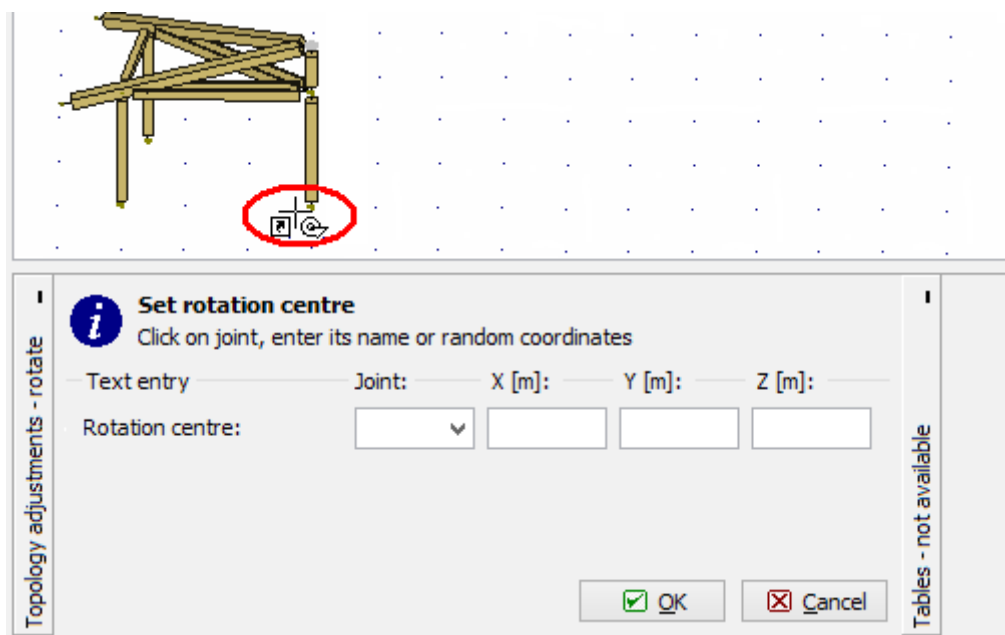 Topology adjustments - rotate
i
Set rotation centre
Click on joint, enter its name or random coordinates
Text entry Joint: X [m]: Y [m]: Z [m]:
Rotation centre:
OK Cancel
Tables - not available